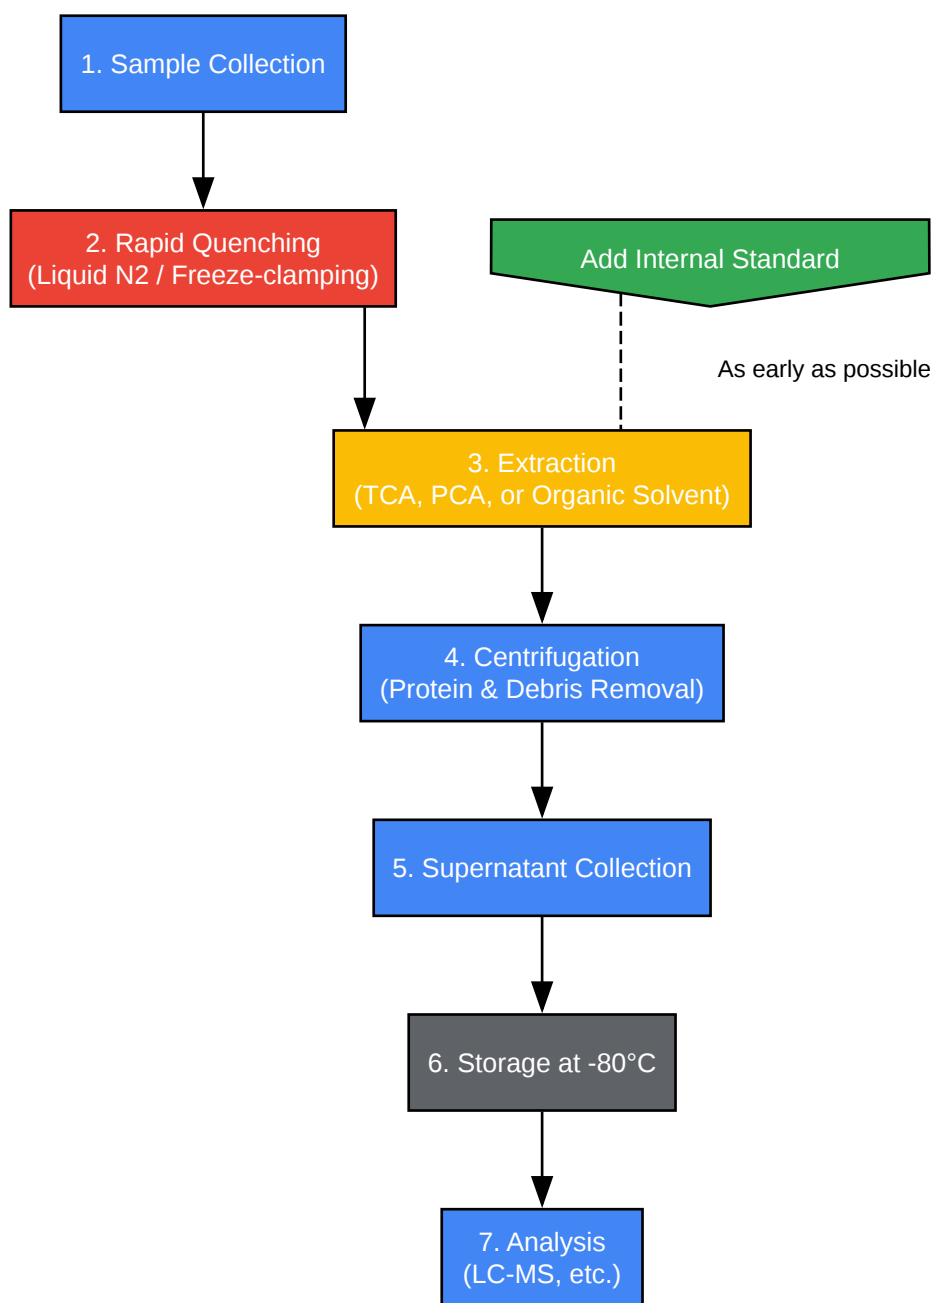 1. Sample Collection
2. Rapid Quenching
(Liquid N2 / Freeze-clamping)
Add Internal Standard
As early as possible
3. Extraction
(TCA, PCA, or Organic Solvent)
4. Centrifugation
(Protein & Debris Removal)
5. Supernatant Collection
6. Storage at -80°C
7. Analysis
(LC-MS, etc.)